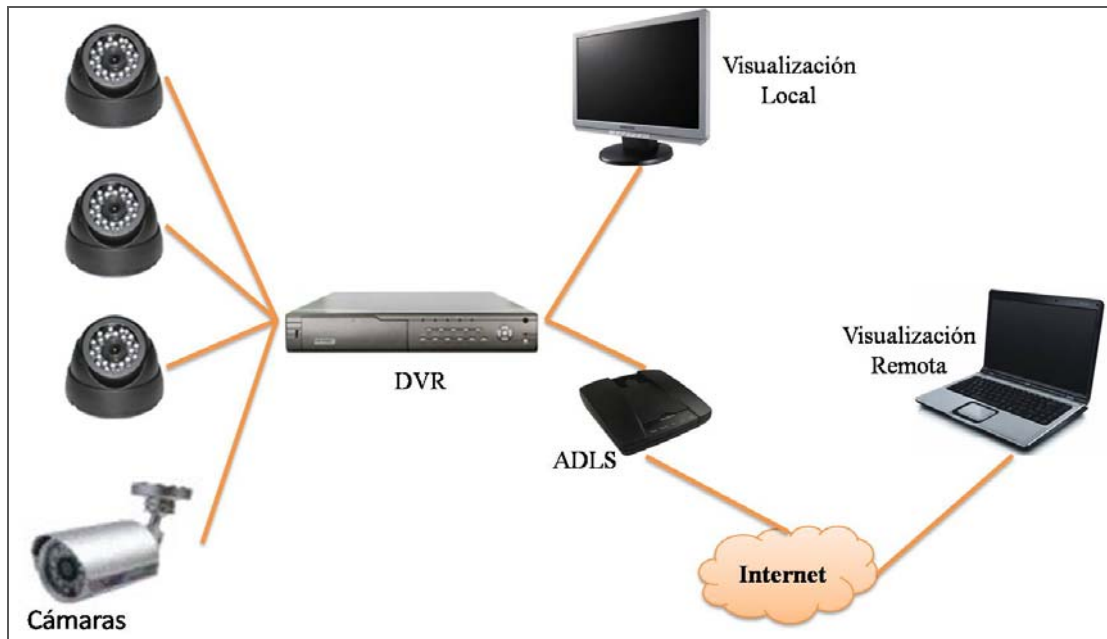 Visualización
Local
DVR
Visualización
Remota
ADLS
Internet
Cámaras